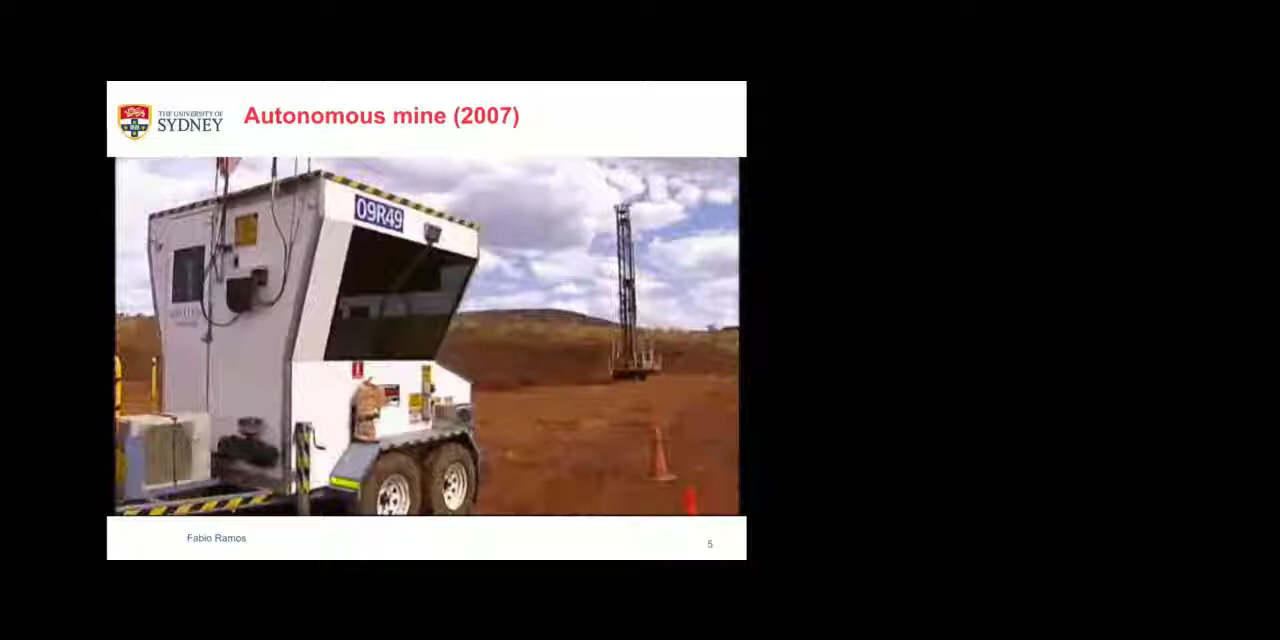 THE UNIVERSITY OF
SYDNEY
Autonomous mine (2007)
09R49
Fabio Ramos
5